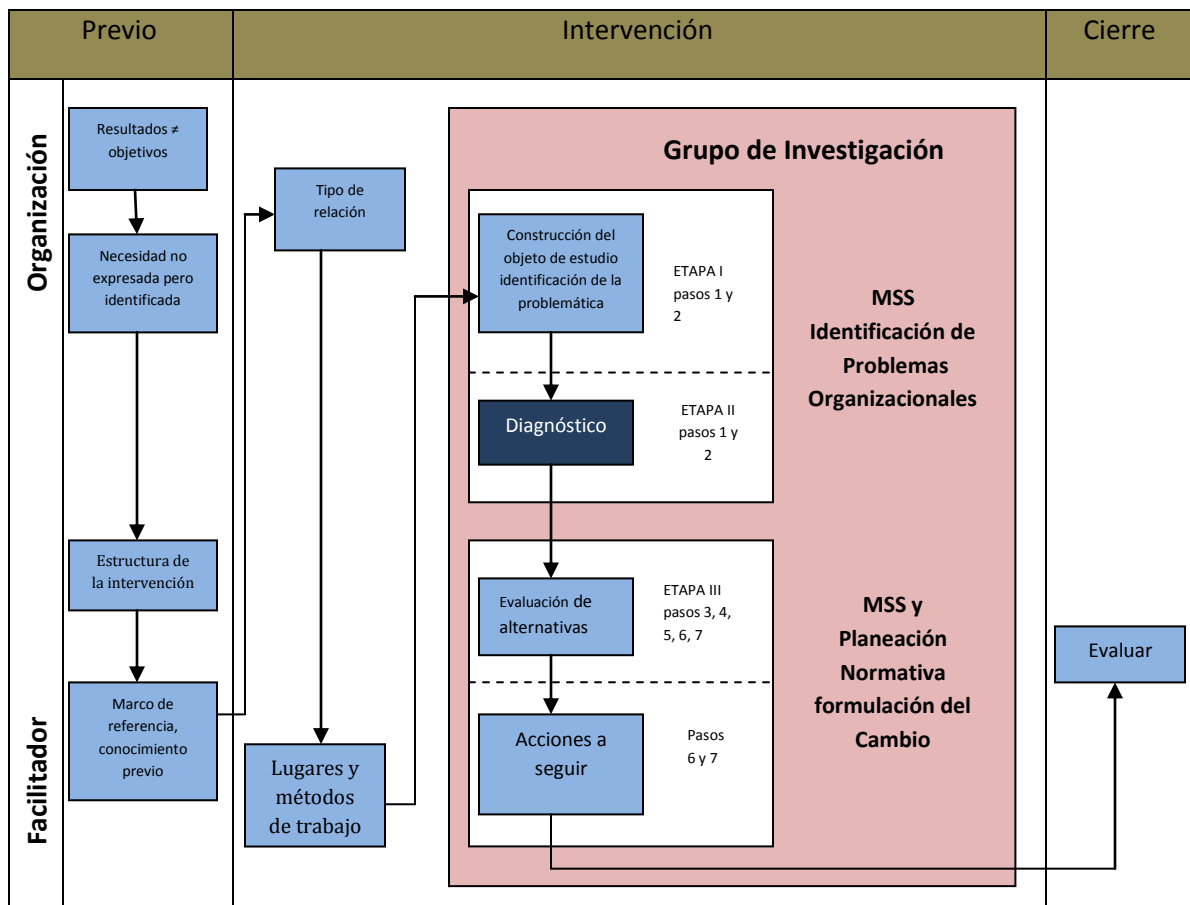 Previo
Intervención
Cierre
Organización
Facilitador
Resultados ≠
objetivos
Necesidad no
expresada pero
identificada
Estructura de
la intervención
Marco de
referencia,
conocimiento
previo
Tipo de
relación
Lugares y
métodos
de trabajo
Grupo de Investigación
Construcción del
objeto de estudio
identificación de la
problemática
ETAPA I
pasos 1 y
2
Diagnóstico
ETAPA II
pasos 1 y
2
MSS
Identificación de
Problemas
Organizacionales
Evaluación de
alternativas
ETAPA III
pasos 3, 4,
5, 6, 7
Acciones a
seguir
Pasos
6 y 7
MSS y
Planeación
Normativa
formulación del
Cambio
Evaluar